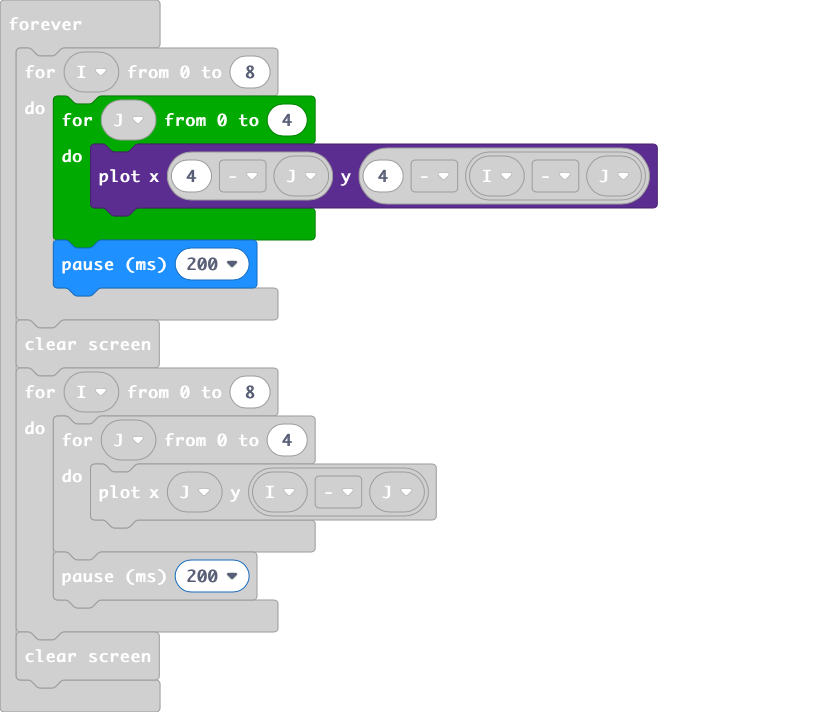 forever
for I from 0 to 8
do
for J from 0 to 4
do
plot x 4 - J y 4 - I - J
pause (ms) 200
clear screen
for I from 0 to 8
do
for J from 0 to 4
do
plot x J y I - J
pause (ms) 200
clear screen